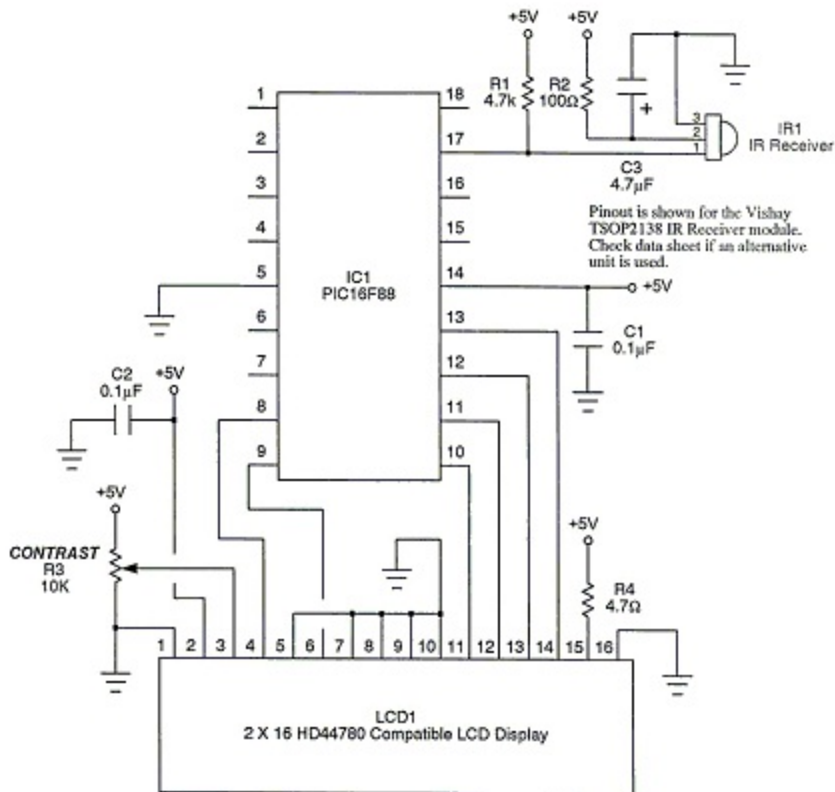 +5V
+5V
R1
4.7k
R2
100Ω
+
3
2
1
IR1
IR Receiver
C3
4.7µF
Pinout is shown for the Vishay
TSOP2138 IR Receiver module.
Check data sheet if an alternative
unit is used.
1
2
3
4
5
6
7
8
9
18
17
16
15
14
13
12
11
10
IC1
PIC16F88
+5V
C1
0.1µF
C2
0.1µF
+5V
+5V
CONTRAST
R3
10K
+5V
R4
4.7Ω
1 2 3 4 5 6 7 8 9 10 11 12 13 14 15 16
LCD1
2 X 16 HD44780 Compatible LCD Display